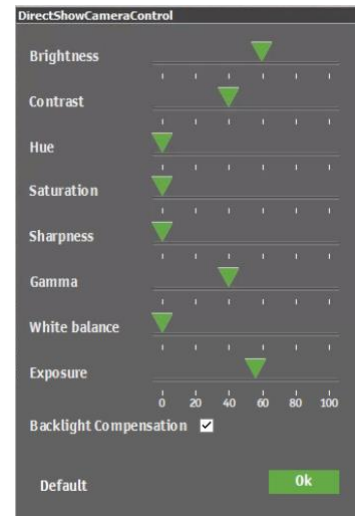 DirectShowCameraControl
Brightness
Contrast
Hue
Saturation
Sharpness
Gamma
White balance
Exposure
0 20 40 60 80 100
Backlight Compensation
Default Ok